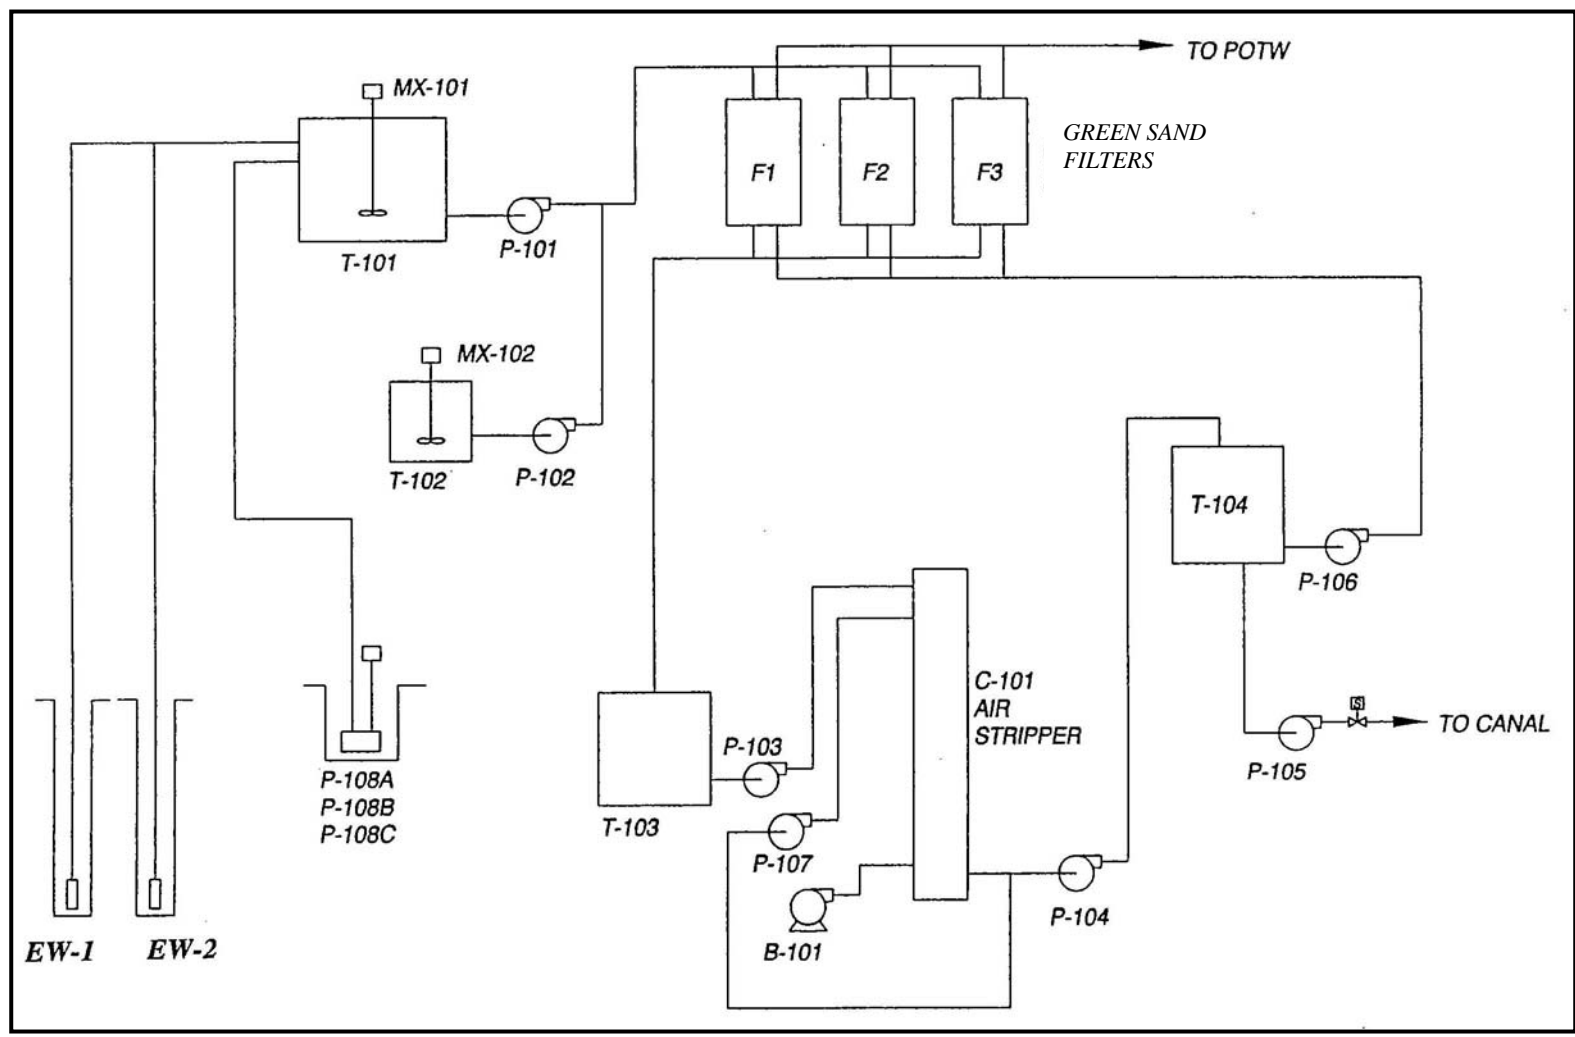 TO POTW
MX-101
GREEN SAND
FILTERS
F1
F2
F3
P-101
T-101
MX-102
T-102
P-102
T-104
P-106
C-101
AIR
STRIPPER
S
TO CANAL
P-105
P-103
P-108A
P-108B
P-108C
T-103
P-107
P-104
B-101
EW-1
EW-2